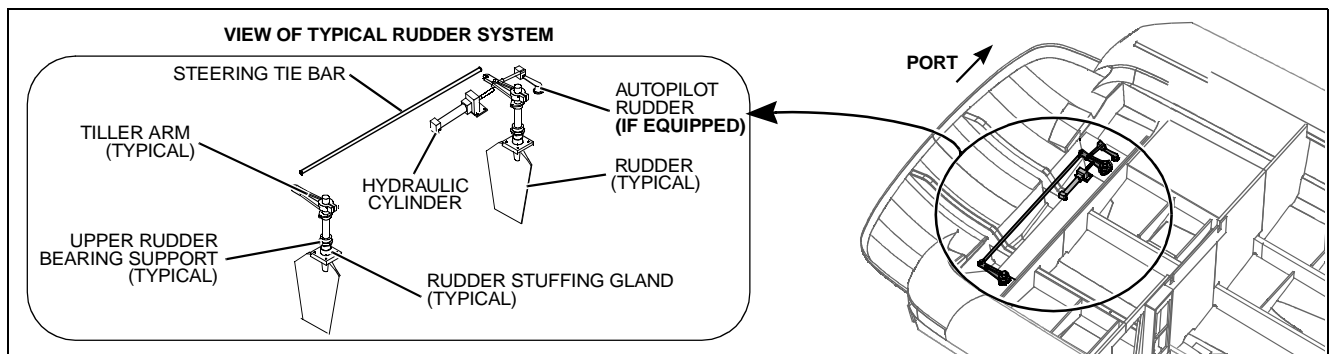 VIEW OF TYPICAL RUDDER SYSTEM
STEERING TIE BAR
TILLER ARM
(TYPICAL)
UPPER RUDDER
BEARING SUPPORT
(TYPICAL)
HYDRAULIC
CYLINDER
RUDDER STUFFING GLAND
(TYPICAL)
AUTOPILOT
RUDDER
(IF EQUIPPED)
RUDDER
(TYPICAL)
PORT